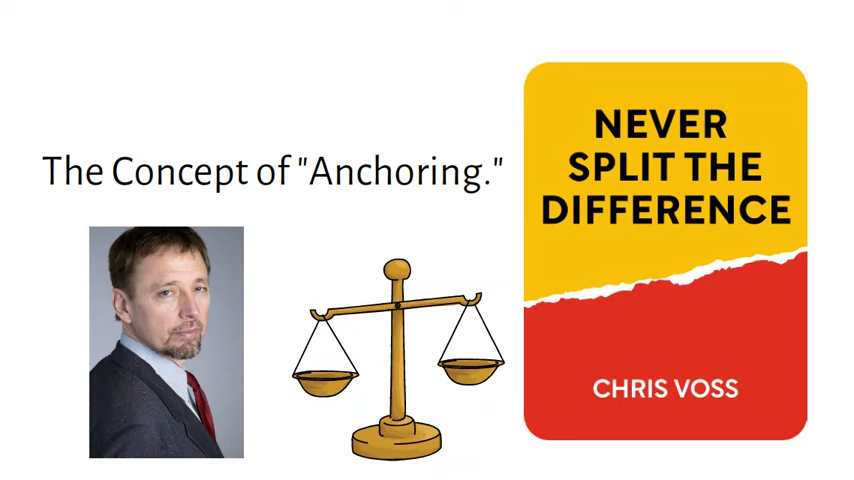 The Concept of "Anchoring."
NEVER
SPLIT THE
DIFFERENCE
CHRIS VOSS